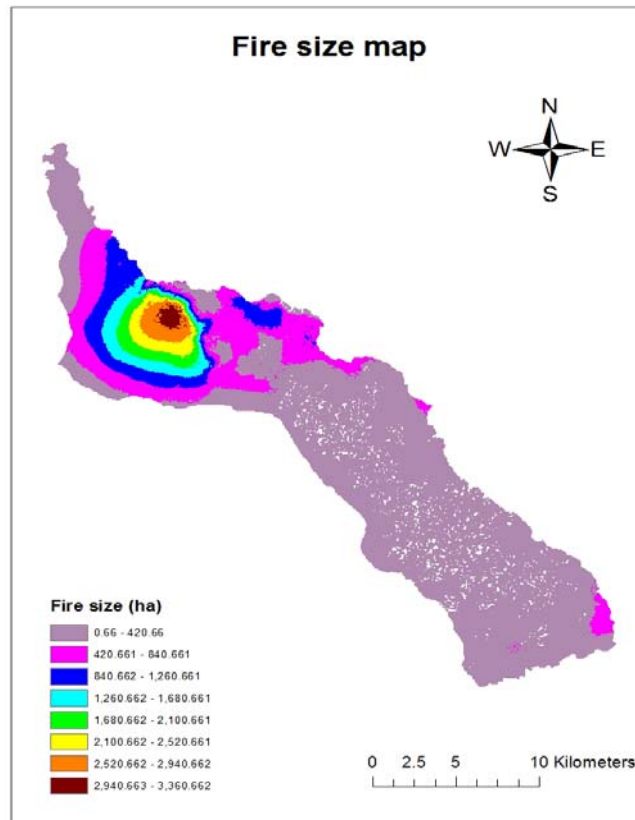 Fire size map
N
W E
S
Fire size (ha)
0.66 - 420.66
420.661 - 840.661
840.662 - 1,260.661
1,260.662 - 1,680.661
1,680.662 - 2,100.661
2,100.662 - 2,520.661
2,520.662 - 2,940.662
2,940.663 - 3,360.662
0 2.5 5 10 Kilometers